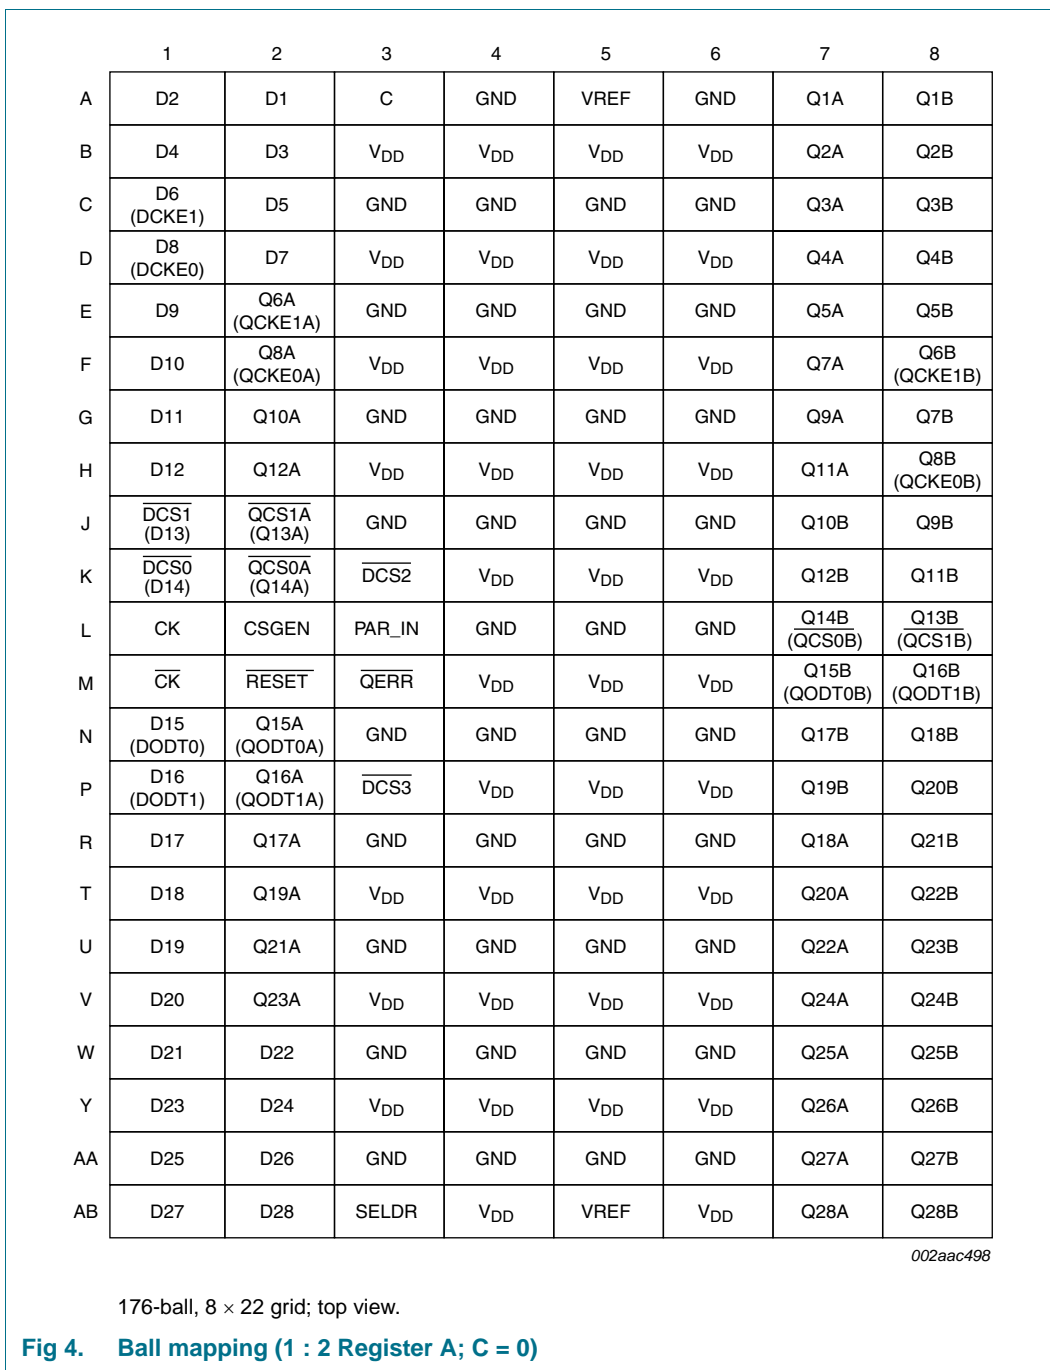 1 2 3 4 5 6 7 8
A D2 D1 C GND VREF GND Q1A Q1B
B D4 D3 VDD VDD VDD VDD Q2A Q2B
C D6 (DCKE1) D5 GND GND GND GND Q3A Q3B
D D8 (DCKE0) D7 VDD VDD VDD VDD Q4A Q4B
E D9 Q6A (QCKE1A) GND GND GND GND Q5A Q5B
F D10 Q8A (QCKE0A) VDD VDD VDD VDD Q7A Q6B (QCKE1B)
G D11 Q10A GND GND GND GND Q9A Q7B
H D12 Q12A VDD VDD VDD VDD Q11A Q8B (QCKE0B)
J DCS1 (D13) QCS1A (Q13A) GND GND GND GND Q10B Q9B
K DCS0 (D14) QCS0A (Q14A) DCS2 VDD VDD VDD Q12B Q11B
L CK CSGEN PAR_IN GND GND GND Q14B (QCS0B) Q13B (QCS1B)
M CK RESET QERR VDD VDD VDD Q15B (QODT0B) Q16B (QODT1B)
N D15 (DODT0) Q15A (QODT0A) GND GND GND GND Q17B Q18B
P D16 (DODT1) Q16A (QODT1A) DCS3 VDD VDD VDD Q19B Q20B
R D17 Q17A GND GND GND GND Q18A Q21B
T D18 Q19A VDD VDD VDD VDD Q20A Q22B
U D19 Q21A GND GND GND GND Q22A Q23B
V D20 Q23A VDD VDD VDD VDD Q24A Q24B
W D21 D22 GND GND GND GND Q25A Q25B
Y D23 D24 VDD VDD VDD VDD Q26A Q26B
AA D25 D26 GND GND GND GND Q27A Q27B
AB D27 D28 SELDR VDD VREF VDD Q28A Q28B
002aac498
176-ball, 8 × 22 grid; top view.
Fig 4. Ball mapping (1 : 2 Register A; C = 0)